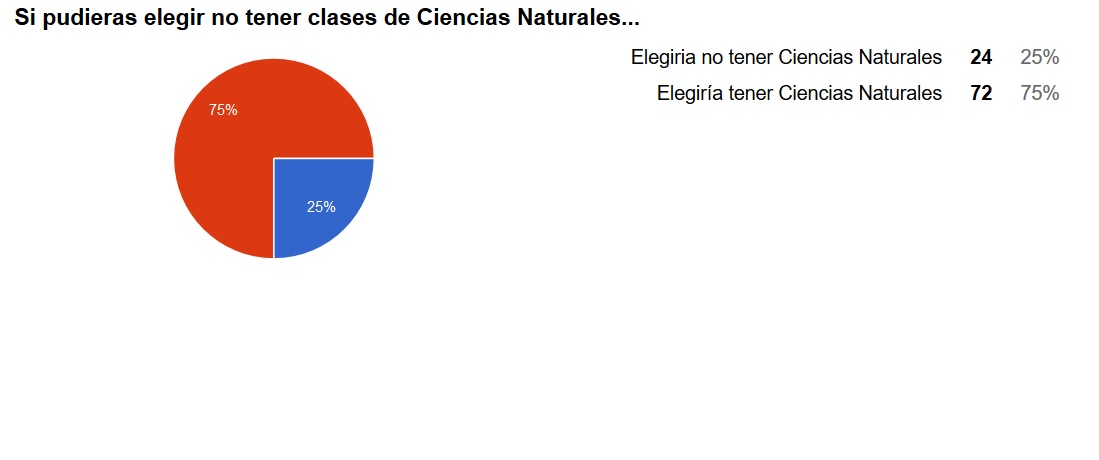 Si pudieras elegir no tener clases de Ciencias Naturales...
Elegiria no tener Ciencias Naturales 24 25%
Elegiría tener Ciencias Naturales 72 75%
75%
25%